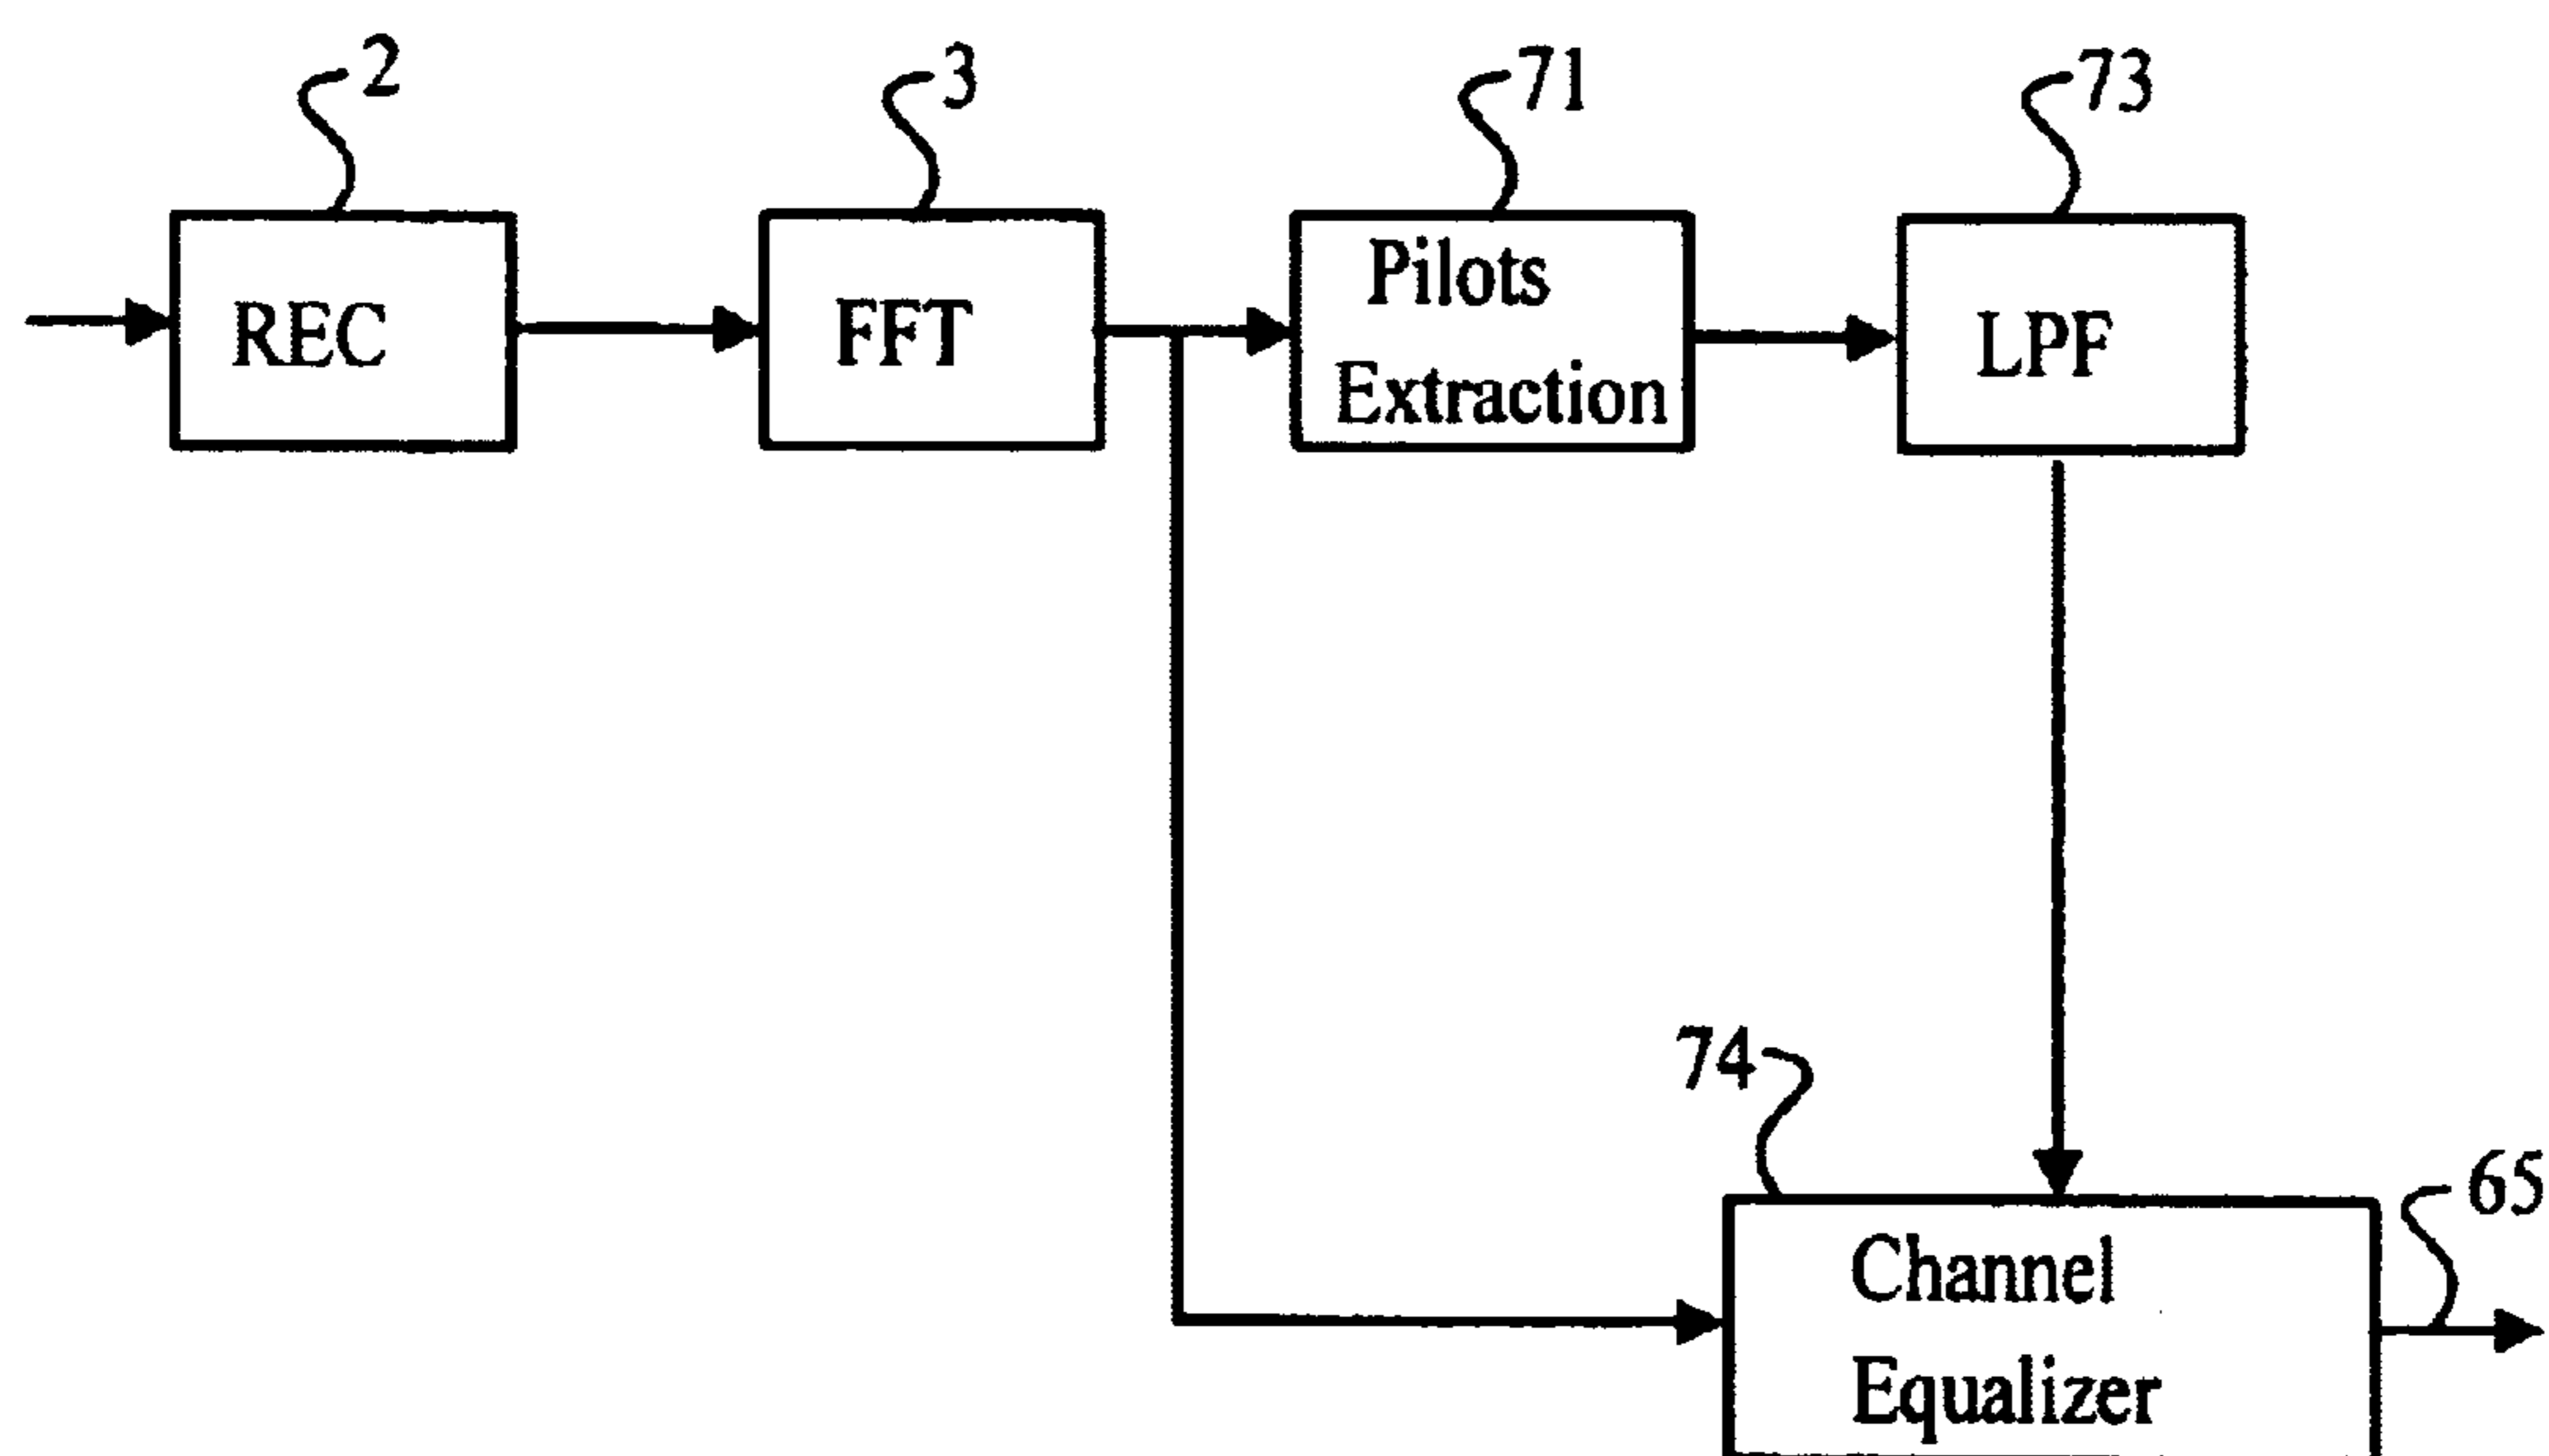 2
3
71
73
REC
FFT
Pilots
Extraction
LPF
74
65
Channel
Equalizer